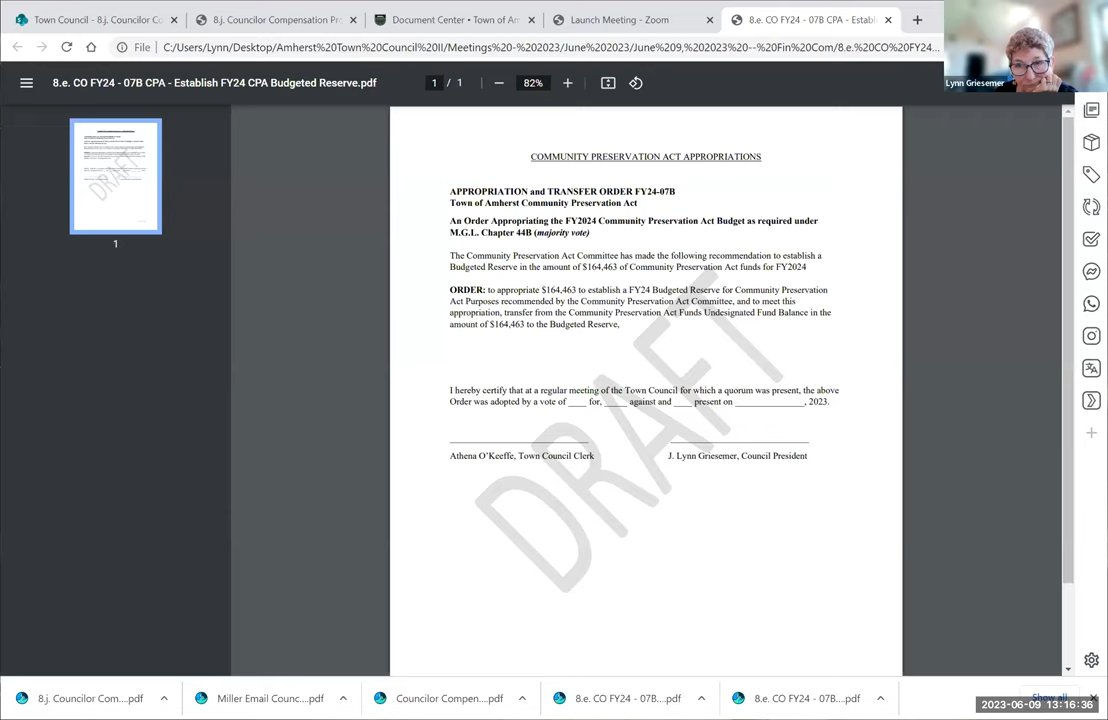 Town Council - 8.j. Councilor Co
8.j. Councilor Compensation Pro
Document Center • Town of Am
Launch Meeting - Zoom
8.e. CO FY24 - 07B CPA - Establi
File
C:/Users/Lynn/Desktop/Amherst%20Town%20Council%20II/Meetings%20-%202023/June%202023/June%209,%202023%20--%20Fin%20Com/8.e.%20CO%20FY24...
Lynn Griesemer
8.e. CO FY24 - 07B CPA - Establish FY24 CPA Budgeted Reserve.pdf
1 / 1
82%
1
COMMUNITY PRESERVATION ACT APPROPRIATIONS
APPROPRIATION and TRANSFER ORDER FY24-07B
Town of Amherst Community Preservation Act
An Order Appropriating the FY2024 Community Preservation Act Budget as required under
M.G.L. Chapter 44B (majority vote)
The Community Preservation Act Committee has made the following recommendation to establish a
Budgeted Reserve in the amount of $164,463 of Community Preservation Act funds for FY2024
ORDER: to appropriate $164,463 to establish a FY24 Budgeted Reserve for Community Preservation
Act Purposes recommended by the Community Preservation Act Committee, and to meet this
appropriation, transfer from the Community Preservation Act Funds Undesignated Fund Balance in the
amount of $164,463 to the Budgeted Reserve,
I hereby certify that at a regular meeting of the Town Council for which a quorum was present, the above
Order was adopted by a vote of ____ for, _____ against and ____ present on _______________, 2023.
Athena O'Keeffe, Town Council Clerk
J. Lynn Griesemer, Council President
DRAFT
8.j. Councilor Com....pdf
Miller Email Counc....pdf
Councilor Compen....pdf
8.e. CO FY24 - 07B....pdf
8.e. CO FY24 - 07B....pdf
Show all
2023-06-09 13:16:36